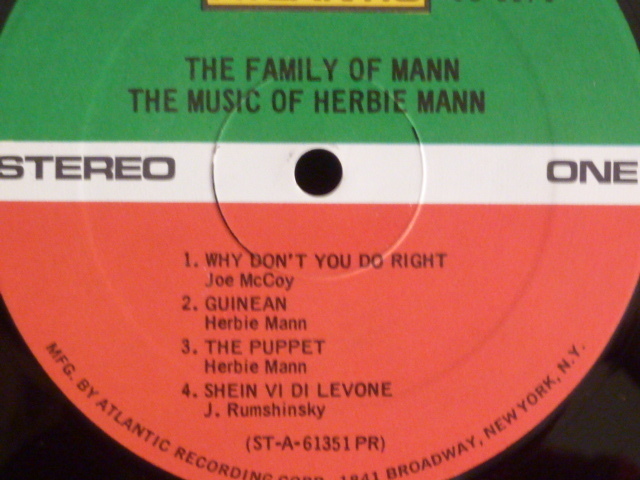 THE FAMILY OF MANN
THE MUSIC OF HERBIE MANN
STEREO
ONE
1. WHY DON'T YOU DO RIGHT
Joe McCoy
2. GUINEAN
Herbie Mann
3. THE PUPPET
Herbie Mann
4. SHEIN VI DI LEVONE
J. Rumshinsky
(ST-A-61351 PR)
MFG. BY ATLANTIC RECORDING CORP., 1841 BROADWAY, NEW YORK, N.Y.